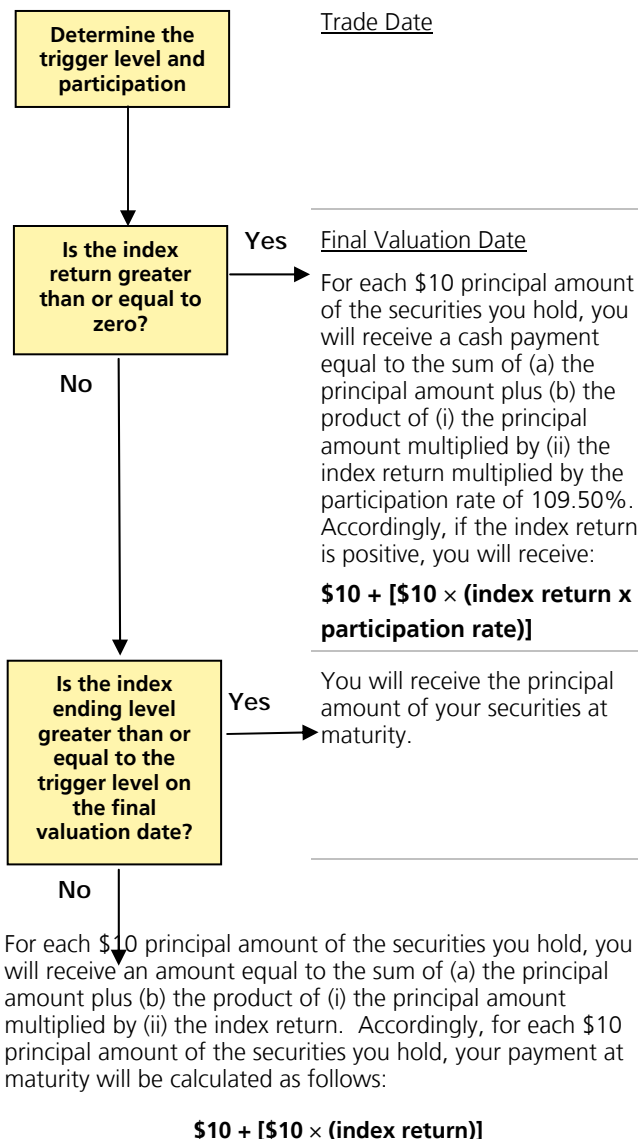 Determine the
trigger level and
participation
Trade Date
Is the index
return greater
than or equal to
zero?
Yes
No
Final Valuation Date
For each $10 principal amount
of the securities you hold, you
will receive a cash payment
equal to the sum of (a) the
principal amount plus (b) the
product of (i) the principal
amount multiplied by (ii) the
index return multiplied by the
participation rate of 109.50%.
Accordingly, if the index return
is positive, you will receive:
$10 + [$10 × (index return x
participation rate)]
Is the index
ending level
greater than or
equal to the
trigger level on
the final
valuation date?
Yes
No
You will receive the principal
amount of your securities at
maturity.
For each $10 principal amount of the securities you hold, you
will receive an amount equal to the sum of (a) the principal
amount plus (b) the product of (i) the principal amount
multiplied by (ii) the index return. Accordingly, for each $10
principal amount of the securities you hold, your payment at
maturity will be calculated as follows:
$10 + [$10 × (index return)]